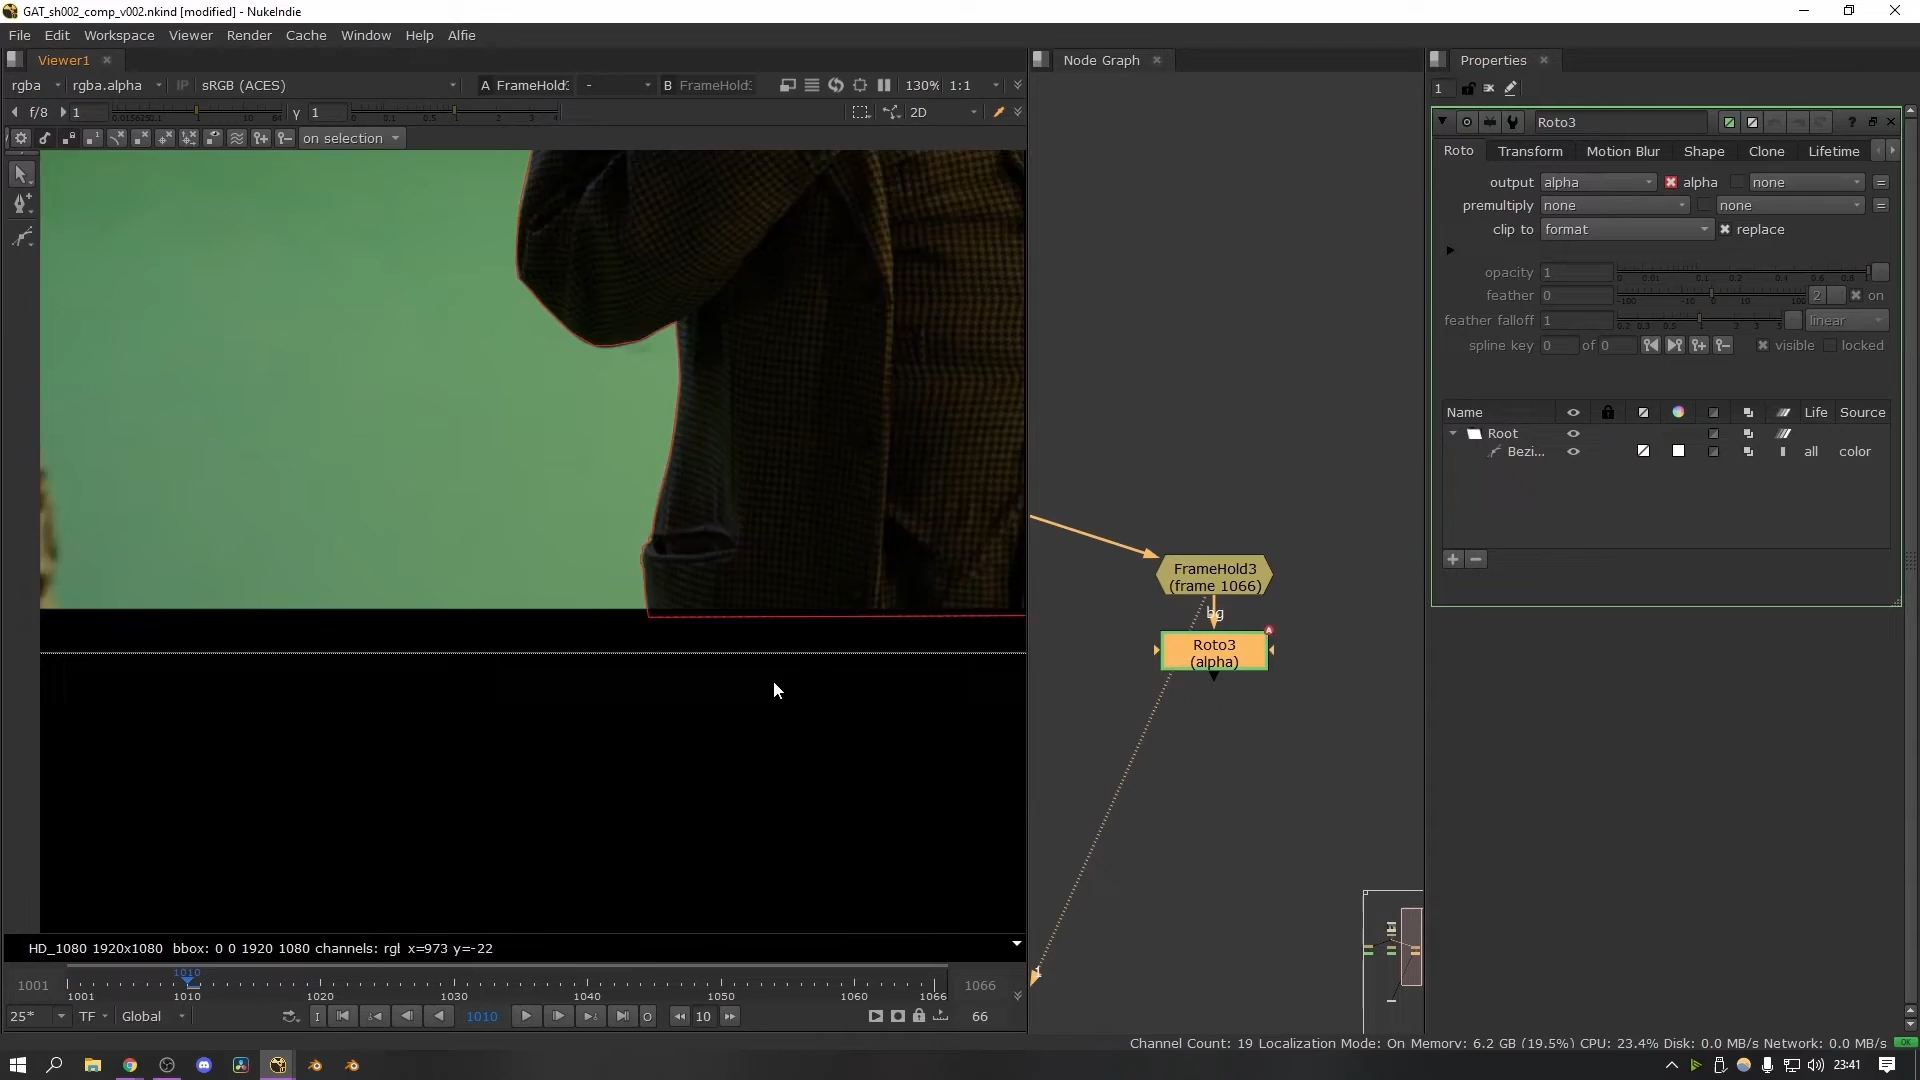 GAT_sh002_comp_v002.nkind [modified] - NukeIndie
File Edit Workspace Viewer Render Cache Window Help Alfie
Viewer1
Node Graph
Properties
rgba rgba.alpha IP sRGB (ACES) A FrameHold: - B FrameHold: 130% 1:1
1
f/8 1 γ 1 2D
on selection
Roto3
Roto Transform Motion Blur Shape Clone Lifetime
output alpha alpha none =
premultiply none none =
clip to format replace
opacity 1
feather 0 2 on
feather falloff 1 linear
spline key 0 of 0 visible locked
Name Life Source
Root
Bezi... all color
FrameHold3
(frame 1066)
bg
Roto3
(alpha)
1
HD_1080 1920x1080 bbox: 0 0 1920 1080 channels: rgl x=973 y=-22
1010
1001 1066
1001 1010 1020 1030 1040 1050 1060 1066
25* TF Global I 1010 O 10 66
Channel Count: 19 Localization Mode: On Memory: 6.2 GB (19.5%) CPU: 23.4% Disk: 0.0 MB/s Network: 0.0 MB/s OK
23:41